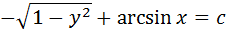 −√(1 − y²) + arcsin x = c